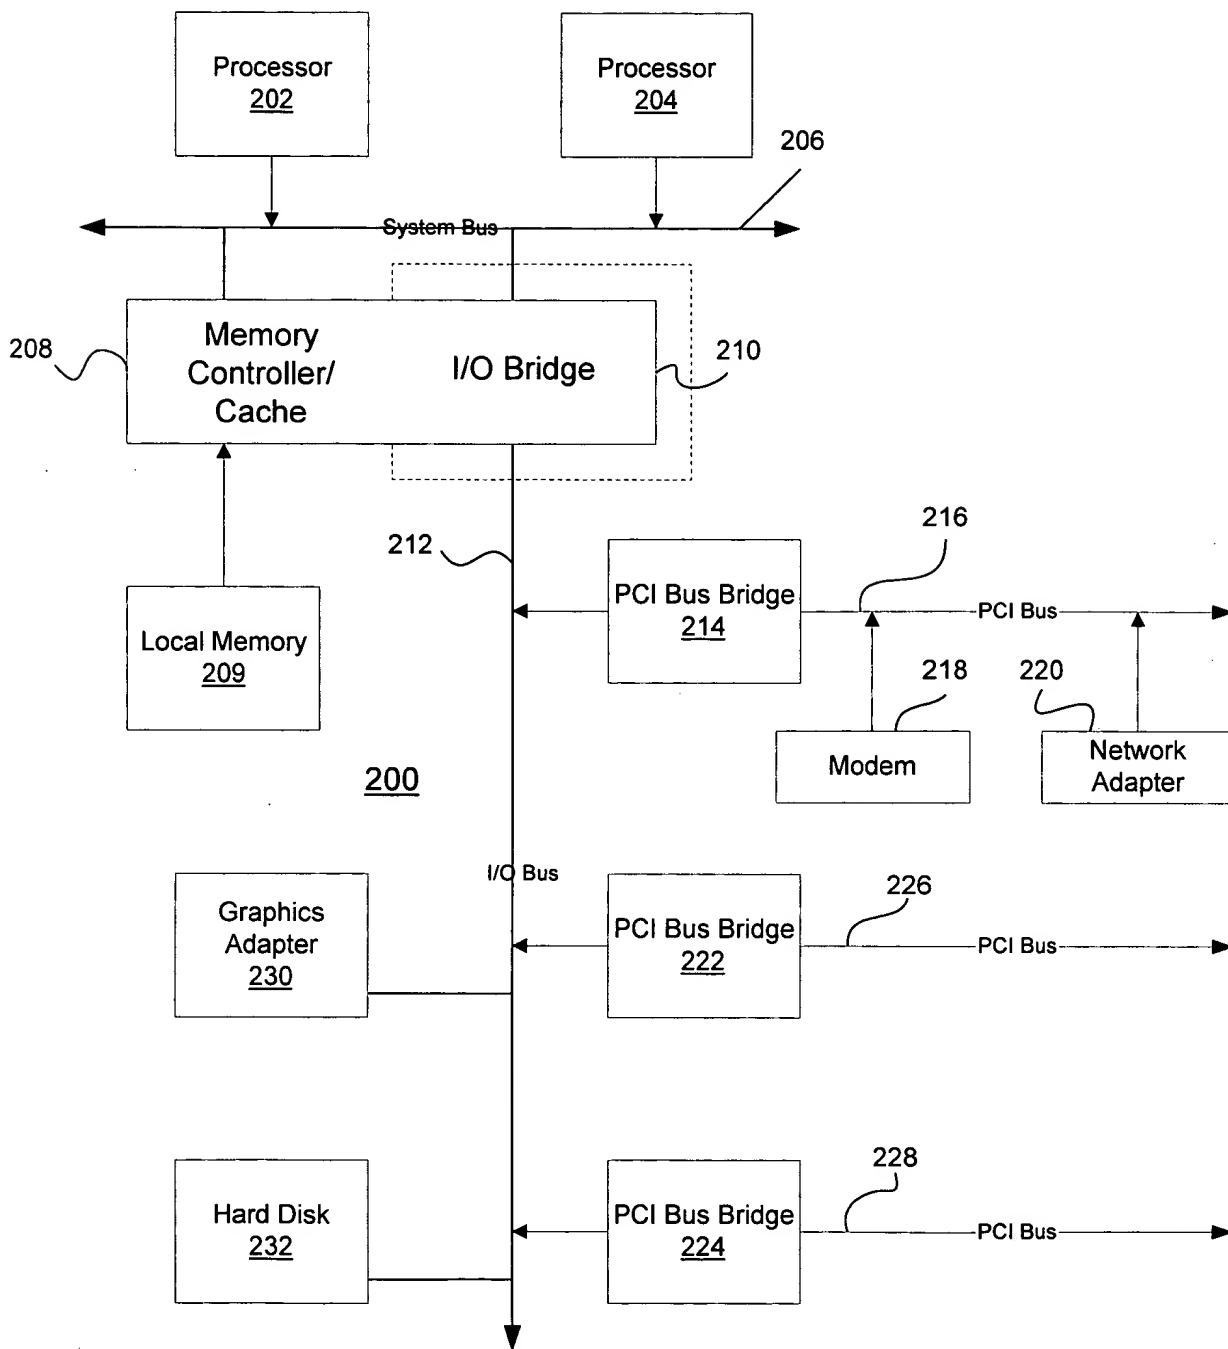 Processor
202
Processor
204
206
System Bus
208
Memory
Controller/
Cache
I/O Bridge
210
212
216
PCI Bus Bridge
214
PCI Bus
Local Memory
209
218
220
Modem
Network
Adapter
200
I/O Bus
Graphics
Adapter
230
PCI Bus Bridge
222
226
PCI Bus
228
Hard Disk
232
PCI Bus Bridge
224
PCI Bus